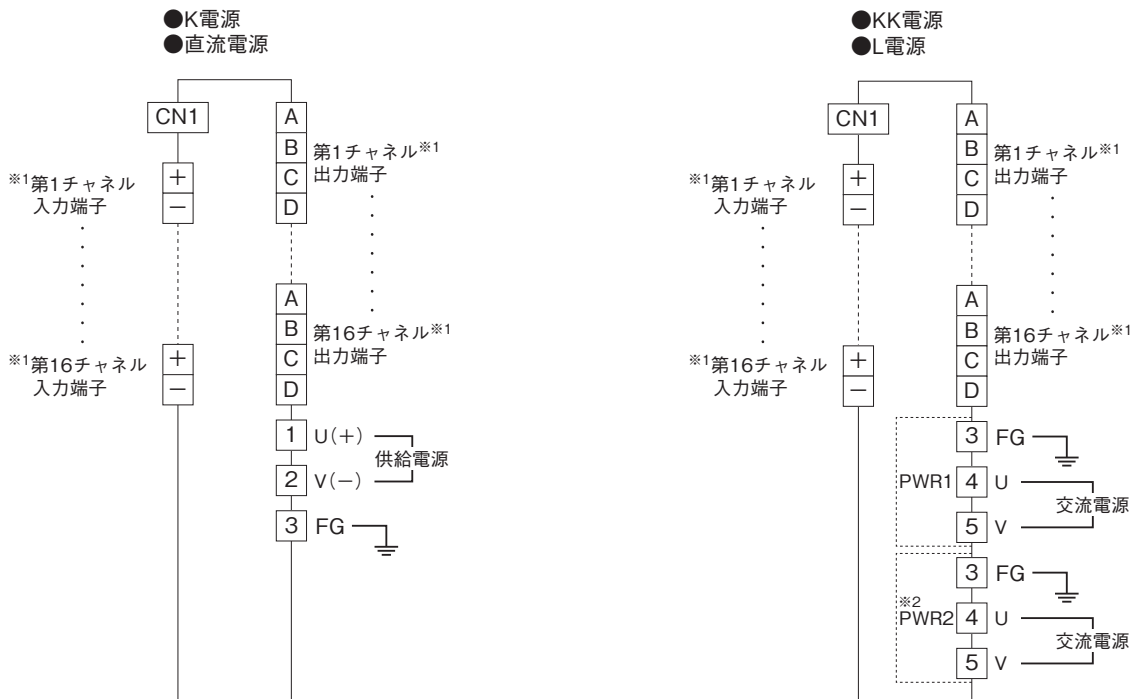 ●K電源
●直流電源
CN1
A
B
C
D
第1チャネル※1
出力端子
※1第1チャネル
入力端子
+
−
A
B
C
D
第16チャネル※1
出力端子
※1第16チャネル
入力端子
+
−
1 U(+)
供給電源
2 V(−)
3 FG
●KK電源
●L電源
CN1
A
B
C
D
第1チャネル※1
出力端子
※1第1チャネル
入力端子
+
−
A
B
C
D
第16チャネル※1
出力端子
※1第16チャネル
入力端子
+
−
3 FG
PWR1 4 U
交流電源
5 V
3 FG
※2
PWR2 4 U
交流電源
5 V